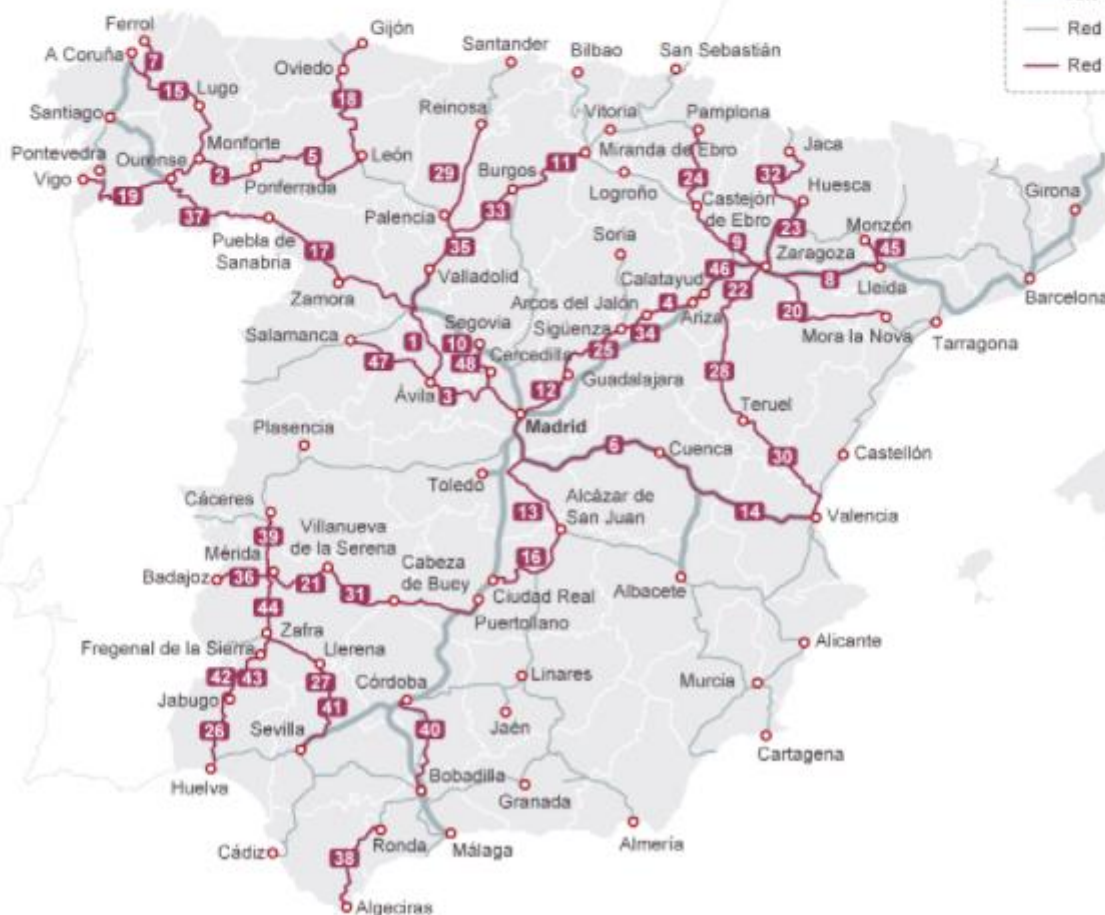 Ferrol
Gijón
A Coruña
Santander
Bilbao
San Sebastián
Red
Red
7
Oviedo
15
Lugo
18
Reinosa
Vitoria
Pamplona
Santiago
Monforte
León
Miranda de Ebro
Jaca
Pontevedra
Ourense
5
29
Burgos
11
32
Vigo
2
Ponferrada
Logroño
24
Huesca
Girona
19
37
Palencia
33
Castejón
de Ebro
23
Monzón
Puebla de
Sanabria
35
Soria
9
45
17
Valladolid
Calatayud
46
Zaragoza
8
Lleida
Barcelona
Zamora
Arcos del Jalón
22
Segovia
4
Ariza
20
Salamanca
10
Sigüenza
34
Mora la Nova
Tarragona
1
Cercedilla
25
47
48
28
Ávila
3
12
Guadalajara
Teruel
Madrid
Plasencia
6
Cuenca
30
Castellón
Toledo
Alcázar de
San Juan
Cáceres
13
14
Valencia
Villanueva
de la Serena
39
16
Mérida
Cabeza
de Buey
Badajoz
36
21
31
Ciudad Real
Albacete
44
Puertollano
Zafra
Fregenal de la Sierra
Llerena
Alicante
42
43
27
Linares
Murcia
Jabugo
Córdoba
41
Jaén
26
Sevilla
40
Cartagena
Huelva
Bobadilla
Granada
Cádiz
Ronda
Málaga
Almería
38
Algeciras